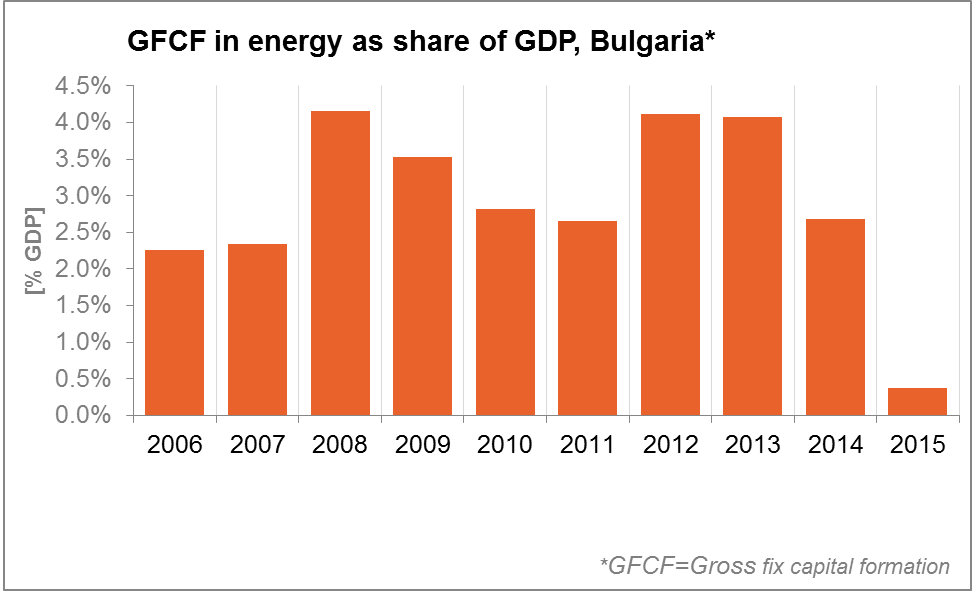 GFCF in energy as share of GDP, Bulgaria*
[% GDP]
4.5%
4.0%
3.5%
3.0%
2.5%
2.0%
1.5%
1.0%
0.5%
0.0%
2006 2007 2008 2009 2010 2011 2012 2013 2014 2015
*GFCF=Gross fix capital formation